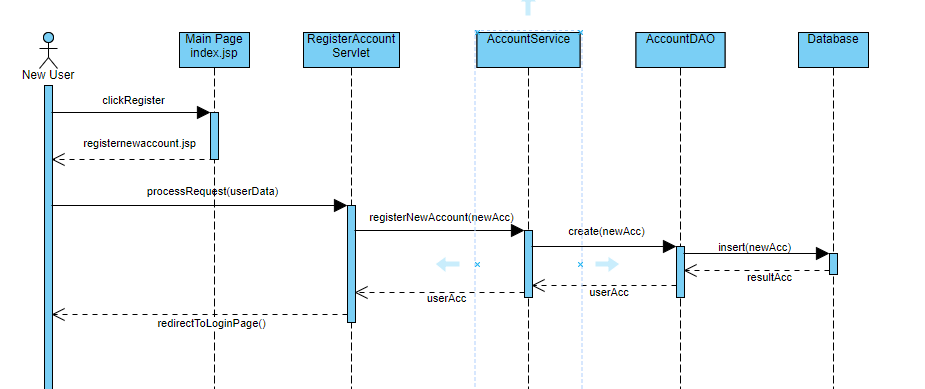 Main Page
index.jsp
RegisterAccount
Servlet
AccountService
AccountDAO
Database
New User
clickRegister
registernewaccount.jsp
processRequest(userData)
registerNewAccount(newAcc)
create(newAcc)
insert(newAcc)
resultAcc
userAcc
userAcc
redirectToLoginPage()